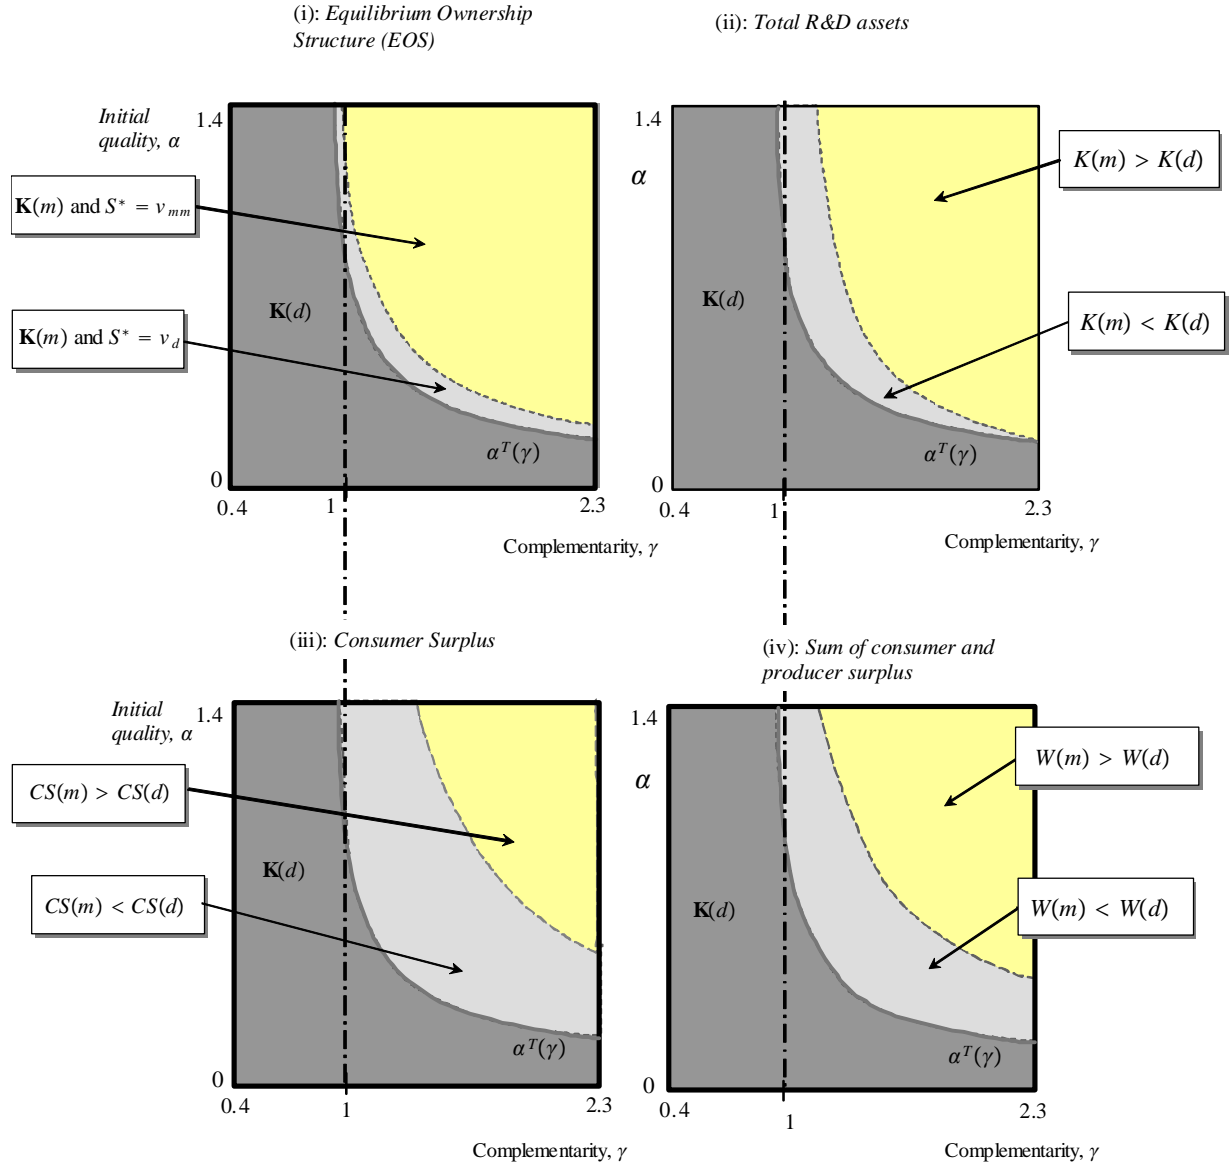 (i): Equilibrium Ownership
Structure (EOS)
(ii): Total R&D assets
Initial
quality, α
1.4
K(m) and S* = v_mm
K(d)
K(m) and S* = v_d
α^T(γ)
0
0.4
1
2.3
Complementarity, γ
1.4
α
K(m) > K(d)
K(d)
K(m) < K(d)
α^T(γ)
0
0.4
1
2.3
Complementarity, γ
(iii): Consumer Surplus
(iv): Sum of consumer and
producer surplus
Initial
quality, α
1.4
CS(m) > CS(d)
K(d)
CS(m) < CS(d)
α^T(γ)
0
0.4
1
2.3
Complementarity, γ
1.4
α
W(m) > W(d)
K(d)
W(m) < W(d)
α^T(γ)
0
0.4
1
2.3
Complementarity, γ